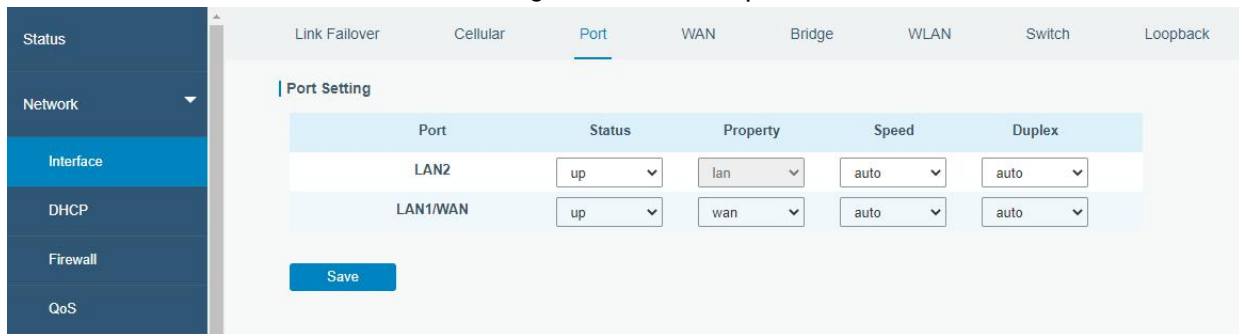 Status
Network
Interface
DHCP
Firewall
QoS
Link Failover Cellular Port WAN Bridge WLAN Switch Loopback
Port Setting
Port Status Property Speed Duplex
LAN2 up lan auto auto
LAN1/WAN up wan auto auto
Save